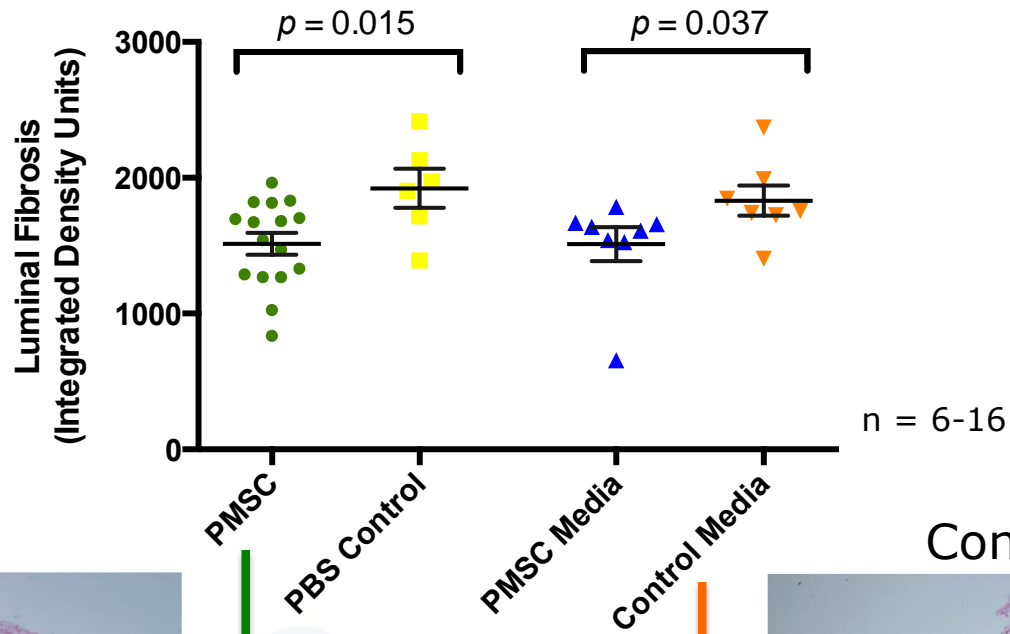 p = 0.015
p = 0.037
3000
2000
1000
0
Luminal Fibrosis
(Integrated Density Units)
n = 6-16
PMSC
PBS Control
PMSC Media
Control Media